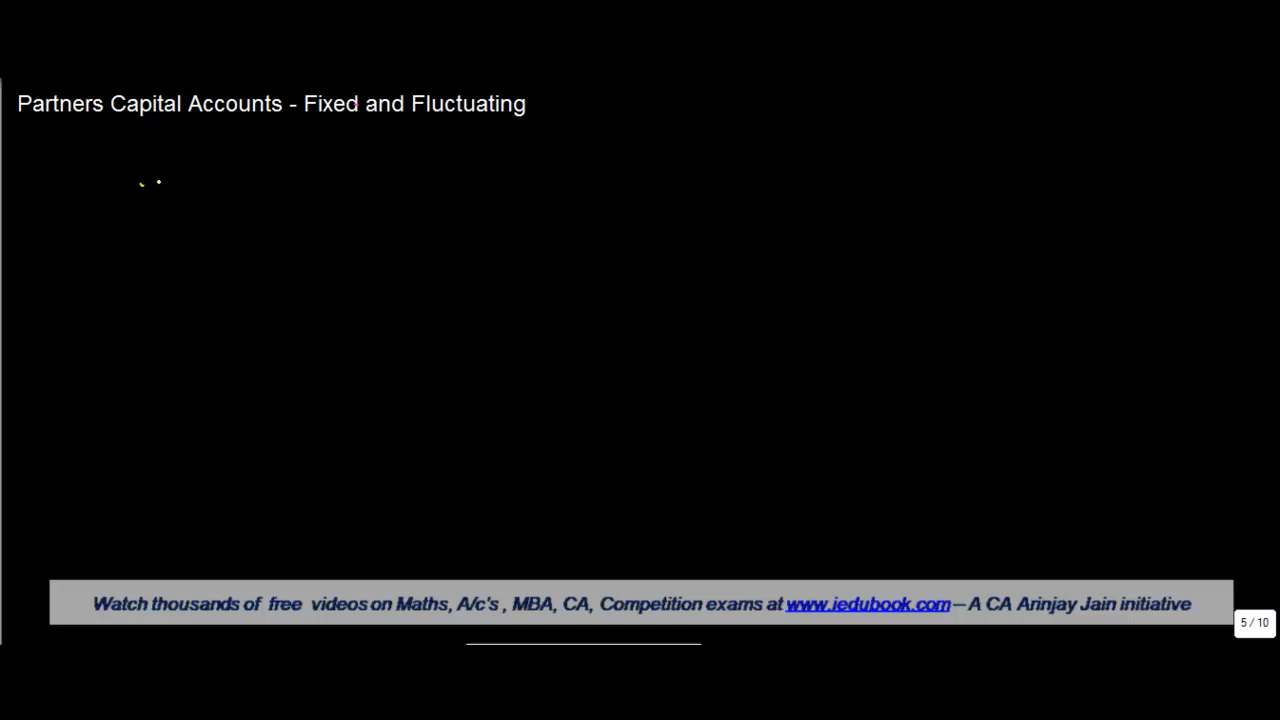 Partners Capital Accounts - Fixed and Fluctuating
Watch thousands of free videos on Maths, A/c's , MBA, CA, Competition exams at www.iedubook.com – A CA Arinjay Jain initiative
5 / 10